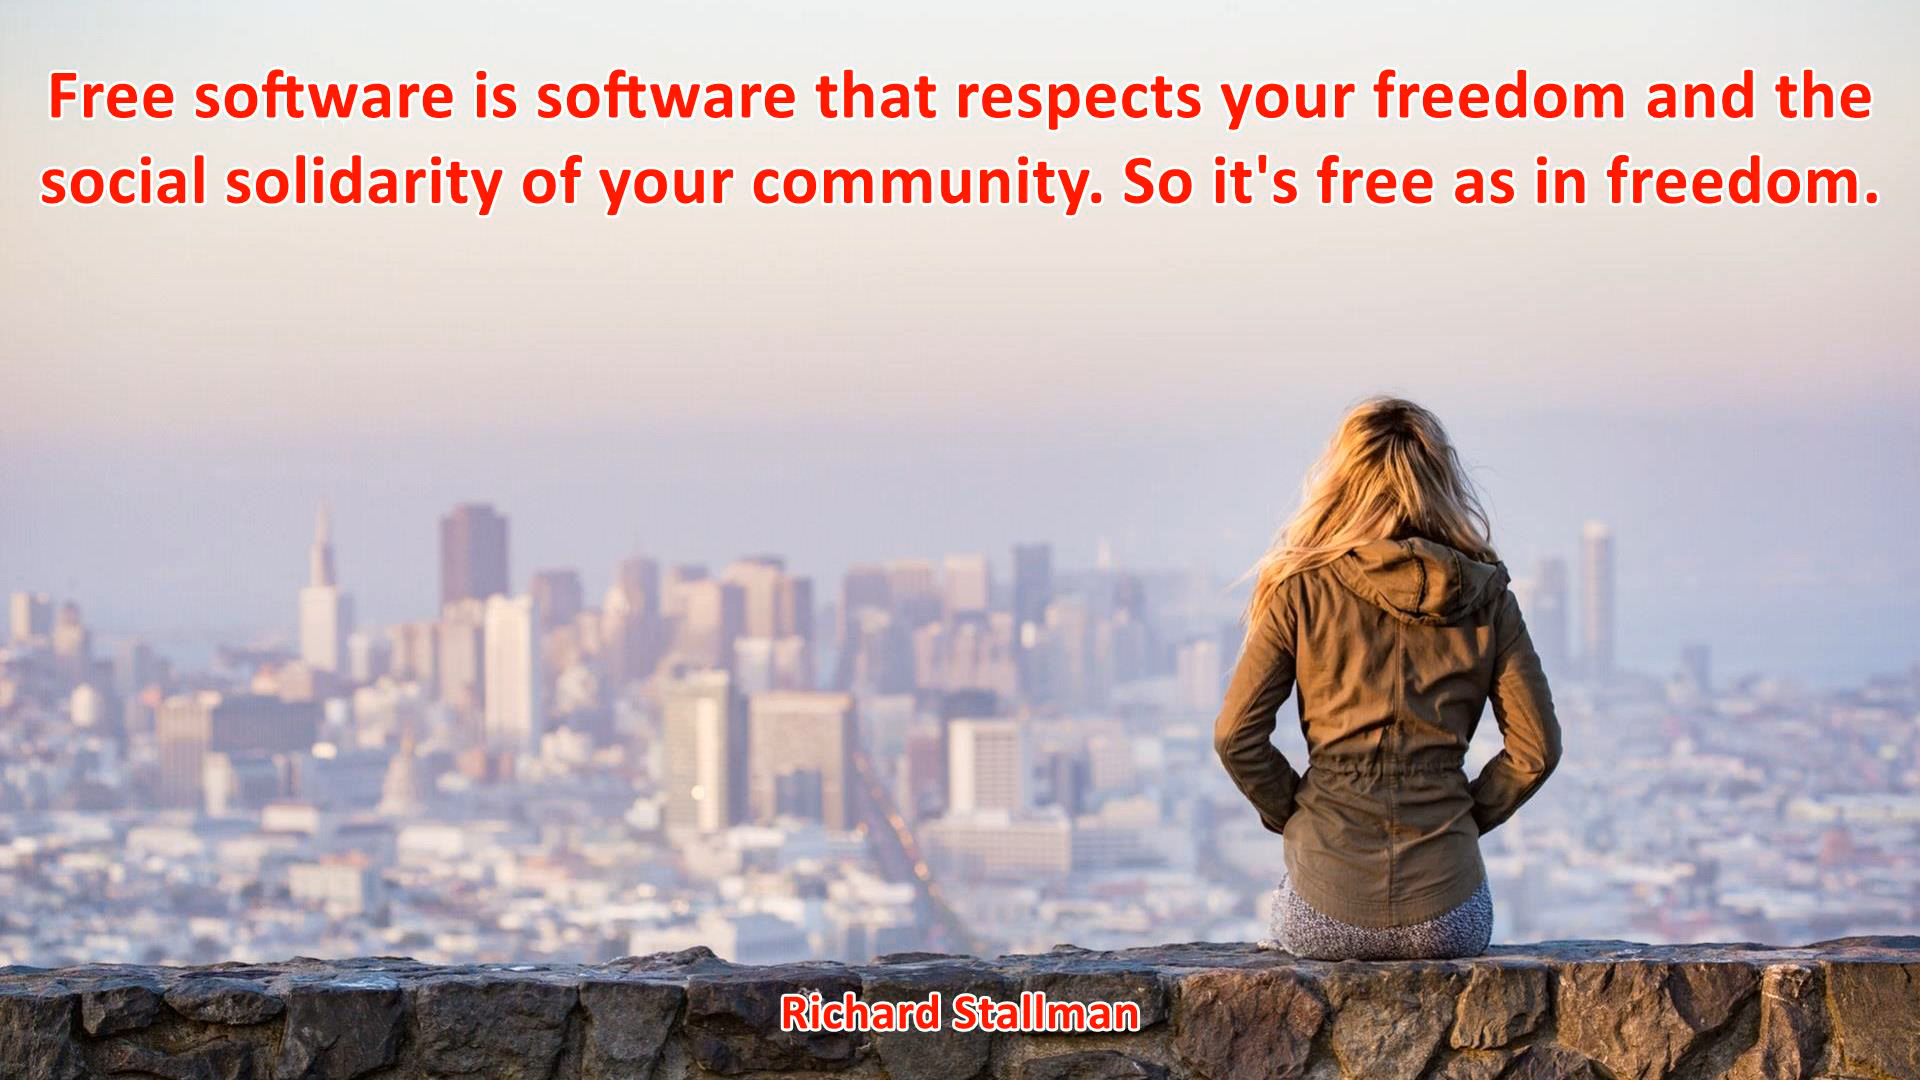 Free software is software that respects your freedom and the
social solidarity of your community. So it's free as in freedom.
Richard Stallman